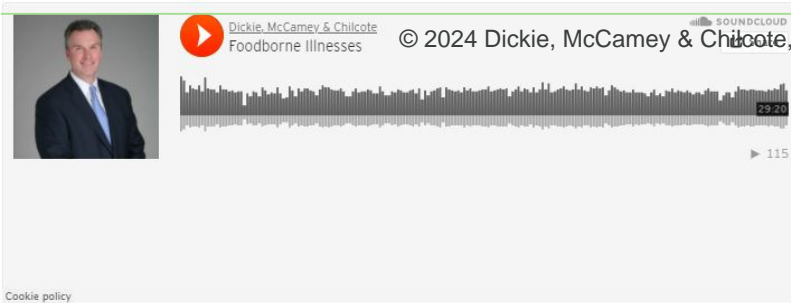 Dickie, McCamey & Chilcote
Foodborne Illnesses
© 2024 Dickie, McCamey & Chilcote,
SOUNDCLOUD
29:20
115
Cookie policy